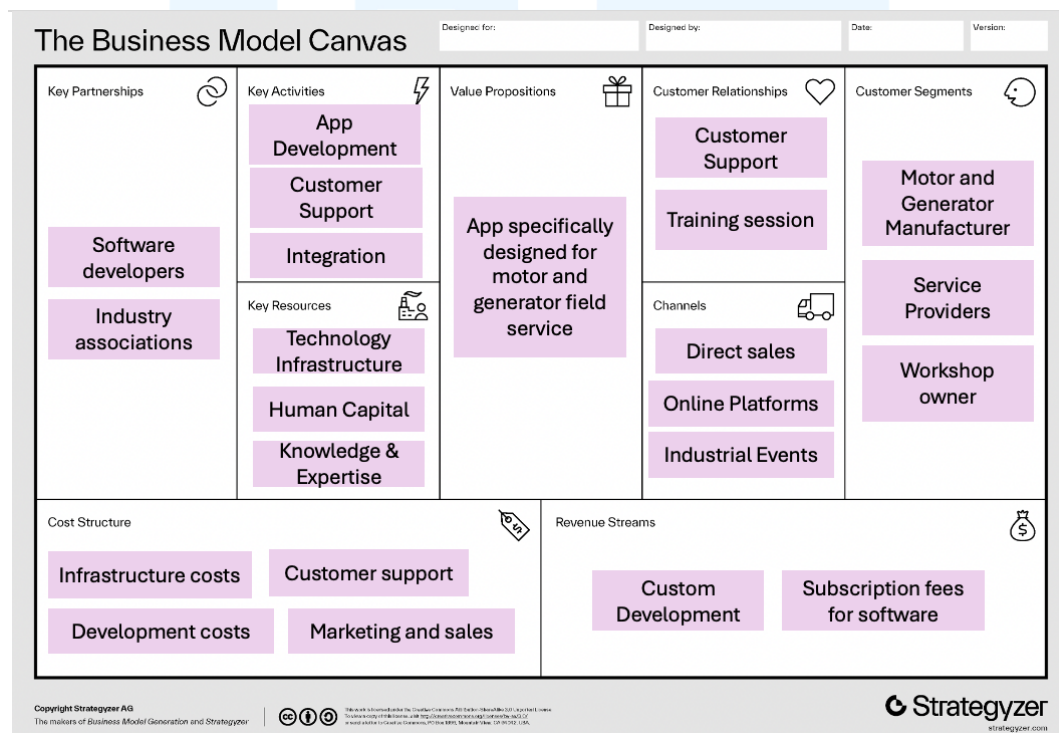 The Business Model Canvas
Designed for:
Designed by:
Date:
Version:
Key Partnerships
Software
developers
Industry
associations
Key Activities
App
Development
Customer
Support
Integration
Key Resources
Technology
Infrastructure
Human Capital
Knowledge &
Expertise
Value Propositions
App specifically
designed for
motor and
generator field
service
Customer Relationships
Customer
Support
Training session
Channels
Direct sales
Online Platforms
Industrial Events
Customer Segments
Motor and
Generator
Manufacturer
Service
Providers
Workshop
owner
Cost Structure
Infrastructure costs
Customer support
Development costs
Marketing and sales
Revenue Streams
$
Custom
Development
Subscription fees
for software
Copyright Strategyzer AG
The makers of Business Model Generation and Strategyzer
cc
Strategyzer
strategyzer.com